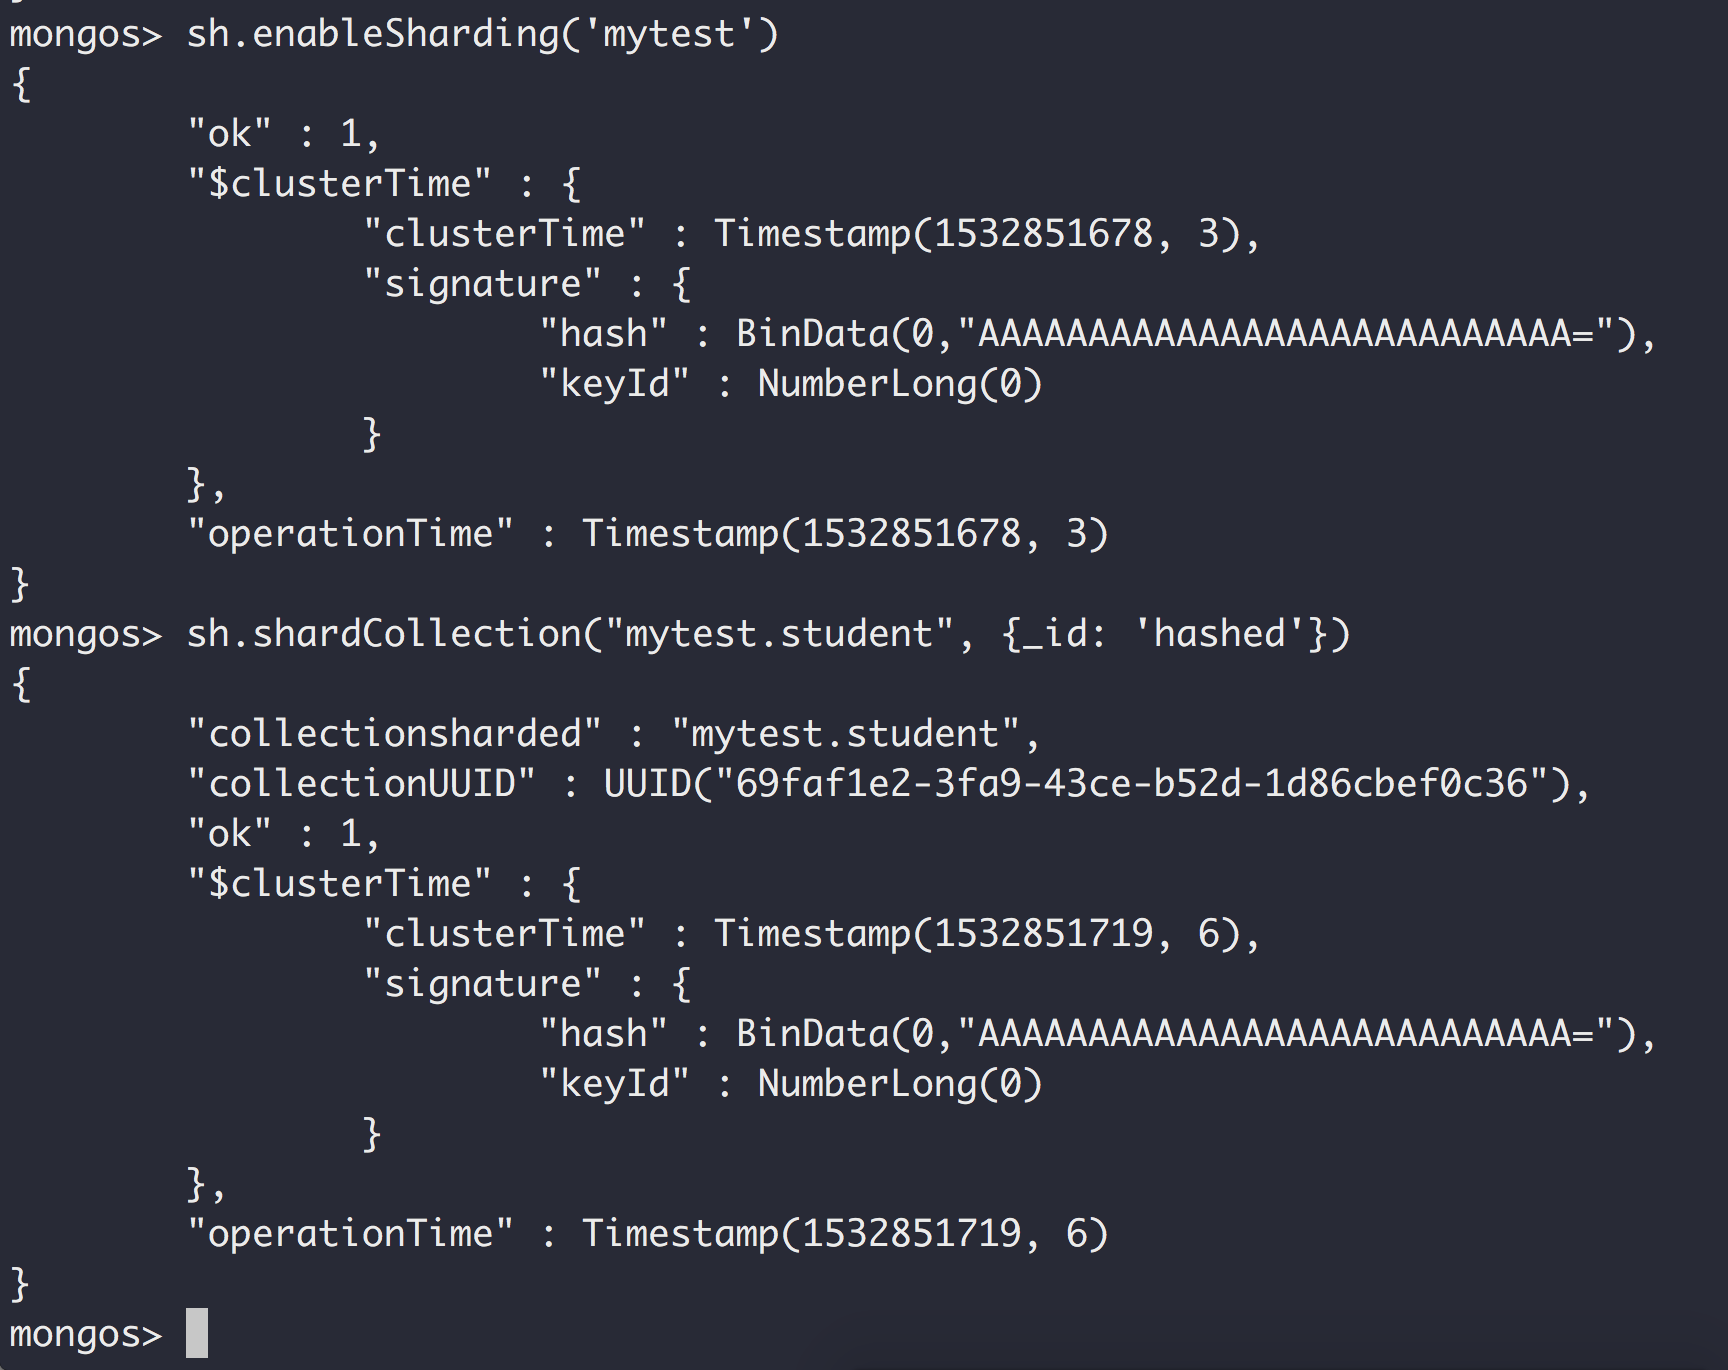 }
mongos> sh.enableSharding('mytest')
{
        "ok" : 1,
        "$clusterTime" : {
                "clusterTime" : Timestamp(1532851678, 3),
                "signature" : {
                        "hash" : BinData(0,"AAAAAAAAAAAAAAAAAAAAAAAAAAA="),
                        "keyId" : NumberLong(0)
                }
        },
        "operationTime" : Timestamp(1532851678, 3)
}
mongos> sh.shardCollection("mytest.student", {_id: 'hashed'})
{
        "collectionsharded" : "mytest.student",
        "collectionUUID" : UUID("69faf1e2-3fa9-43ce-b52d-1d86cbef0c36"),
        "ok" : 1,
        "$clusterTime" : {
                "clusterTime" : Timestamp(1532851719, 6),
                "signature" : {
                        "hash" : BinData(0,"AAAAAAAAAAAAAAAAAAAAAAAAAAA="),
                        "keyId" : NumberLong(0)
                }
        },
        "operationTime" : Timestamp(1532851719, 6)
}
mongos>